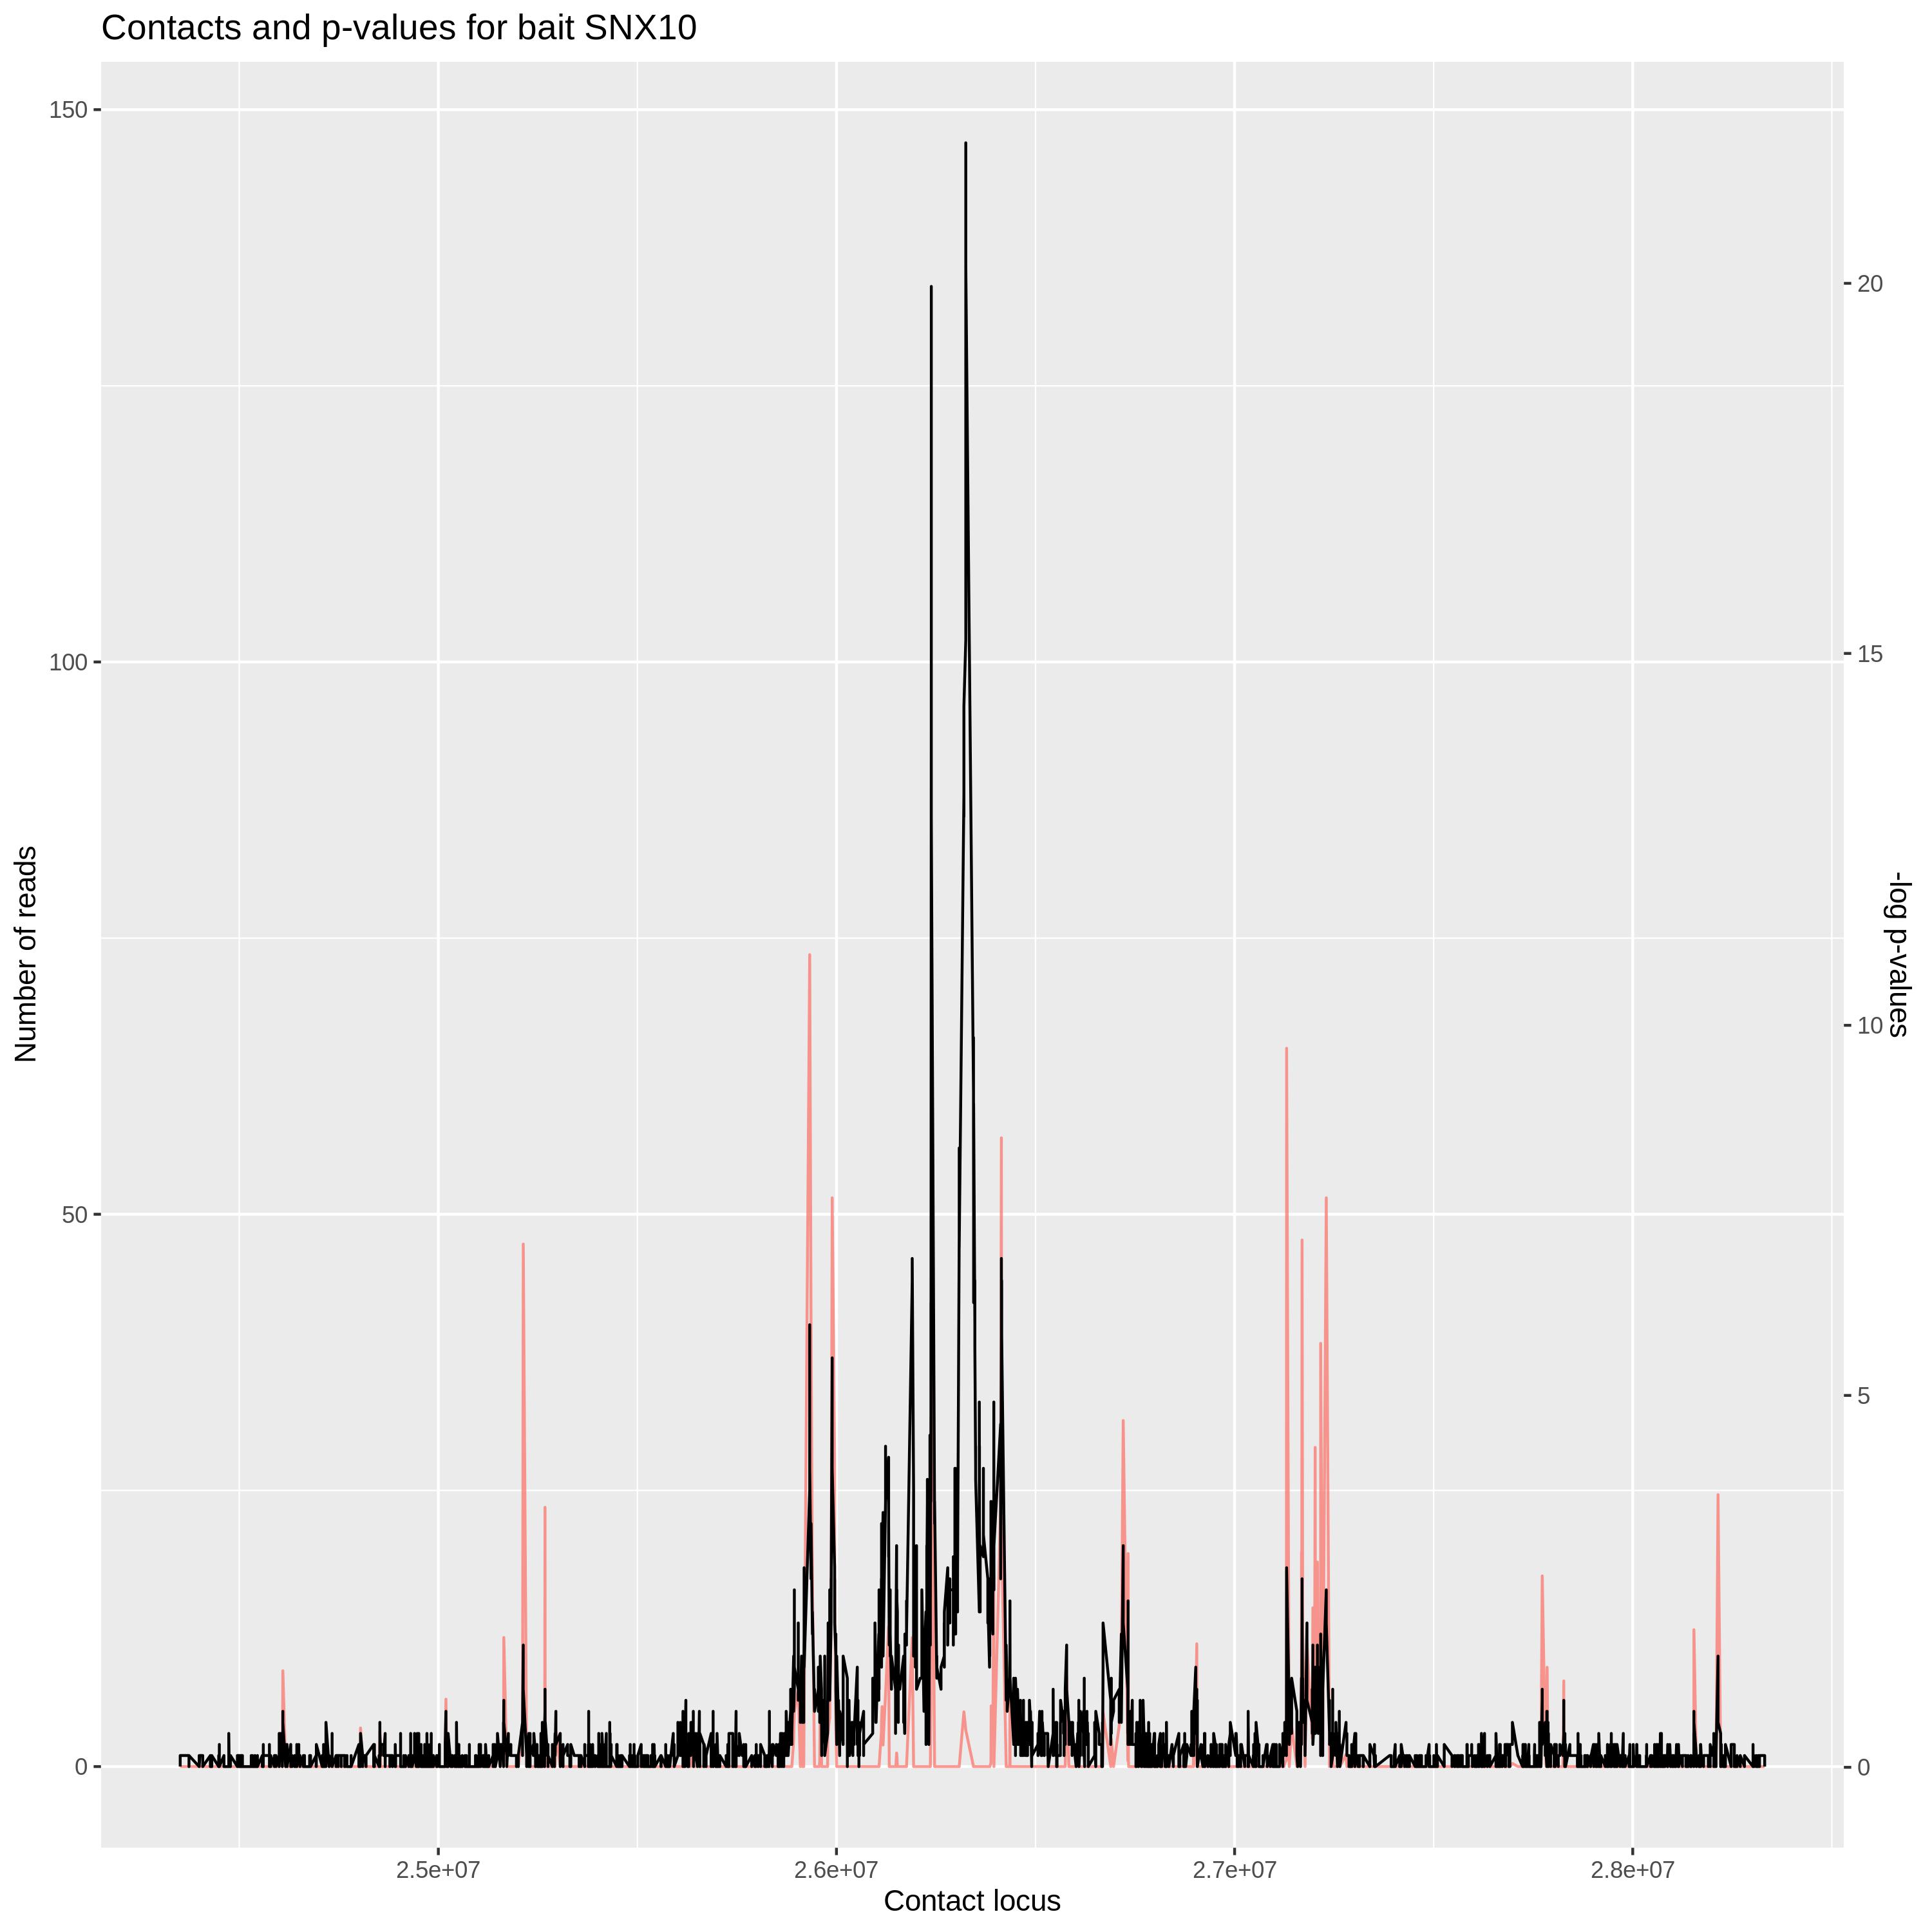 Contacts and p-values for bait SNX10
150
100
50
0
Number of reads
20
15
10
5
0
-log p-values
2.5e+07
2.6e+07
2.7e+07
2.8e+07
Contact locus